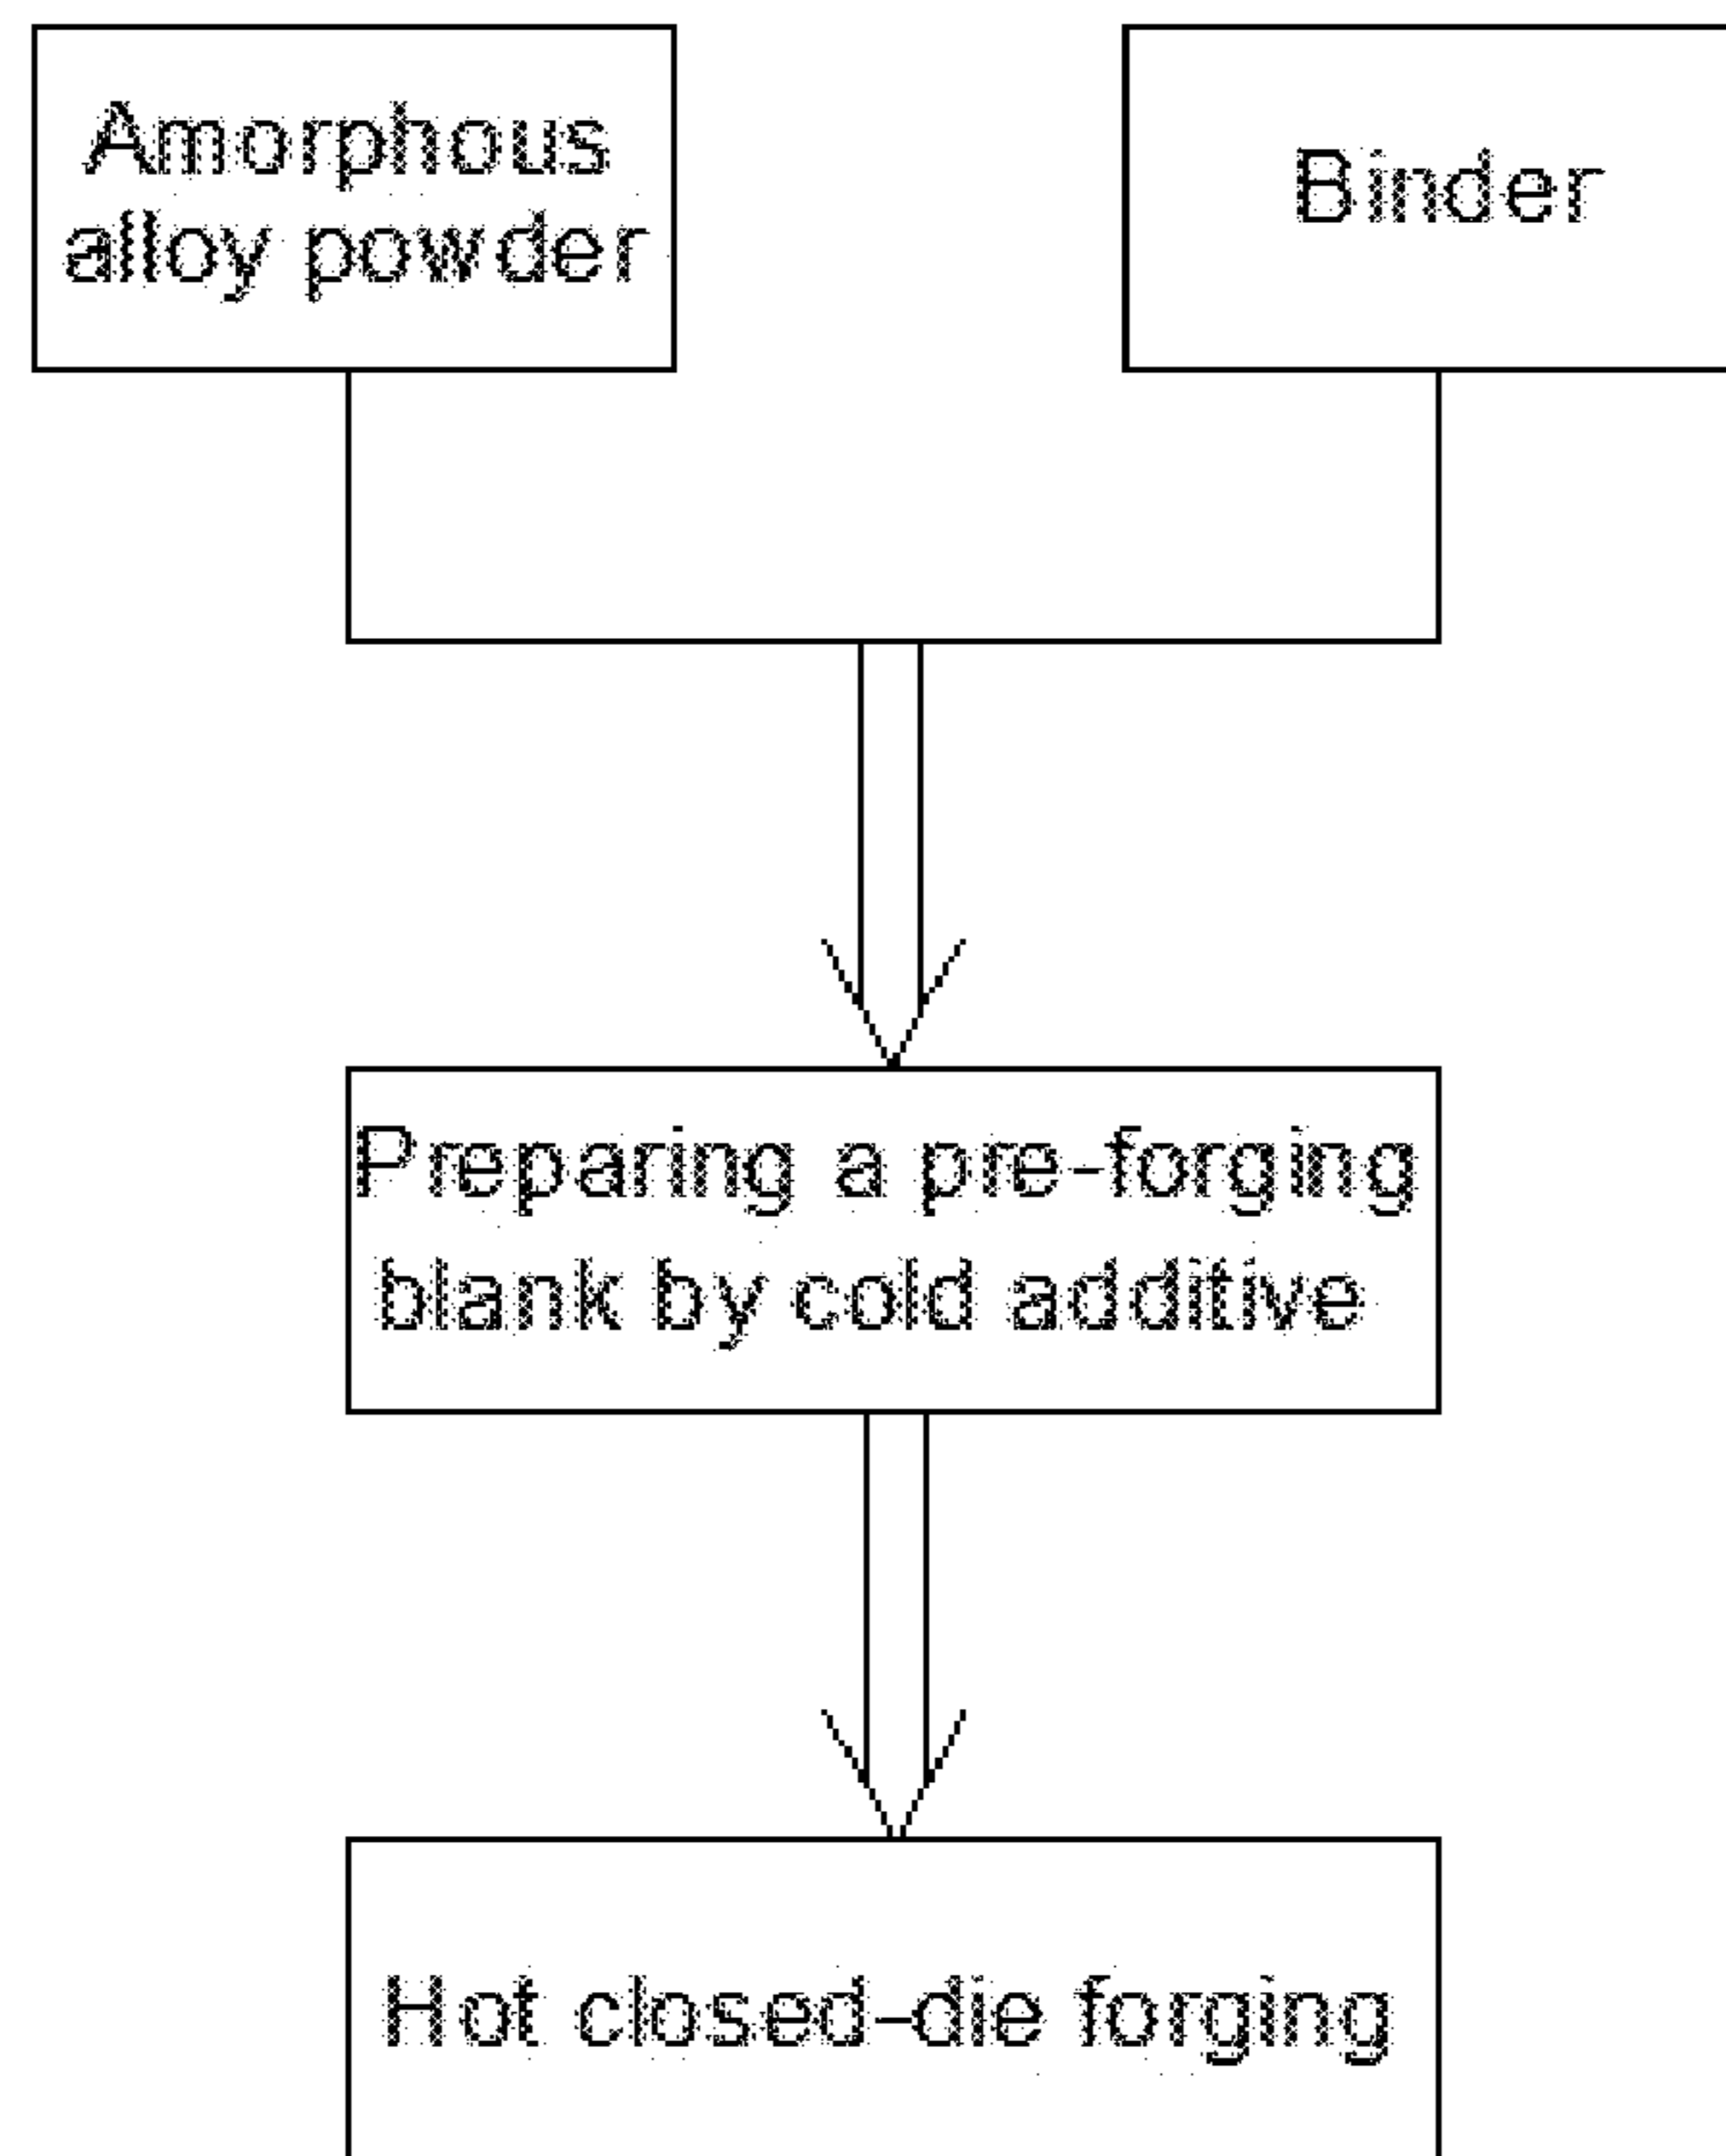 Amorphous
alloy powder
Binder
Preparing a pre-forging
blank by cold additive
Hot closed-die forging